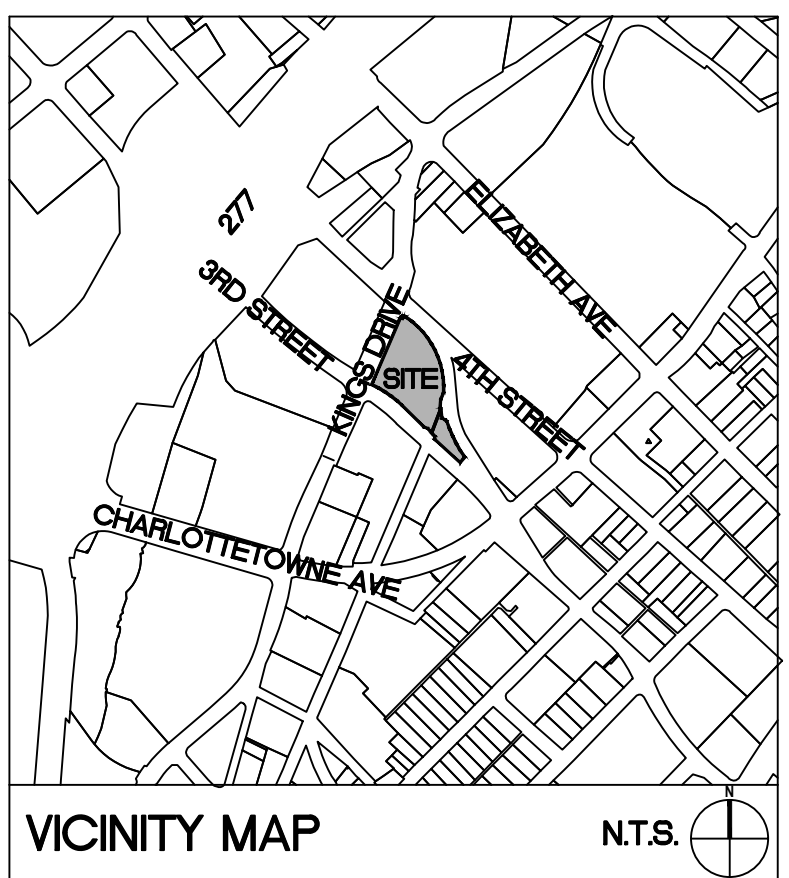 277
ELIZABETH AVE
3RD STREET
KINGS DRIVE
SITE
4TH STREET
CHARLOTTETOWNE AVE
VICINITY MAP
N.T.S.
N